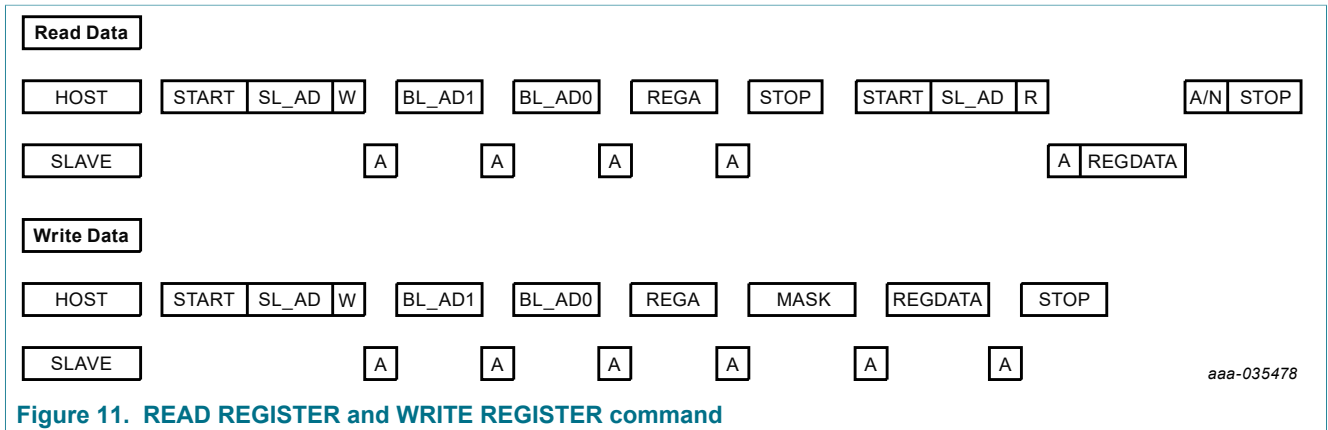 Read Data
HOST START SL_AD W BL_AD1 BL_AD0 REGA STOP START SL_AD R A/N STOP
SLAVE A A A A A REGDATA
Write Data
HOST START SL_AD W BL_AD1 BL_AD0 REGA MASK REGDATA STOP
SLAVE A A A A A A
aaa-035478
Figure 11. READ REGISTER and WRITE REGISTER command